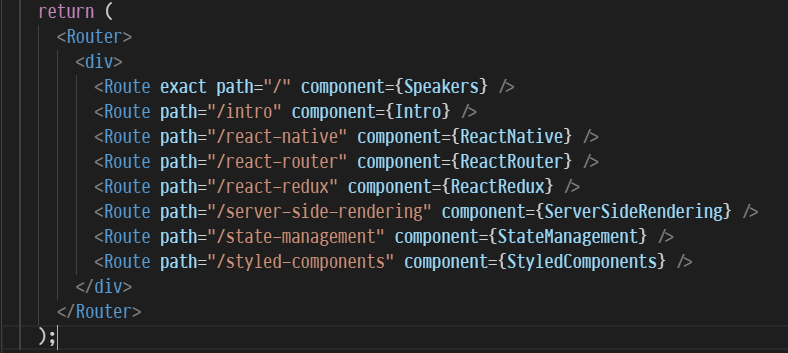 return (
<Router>
<div>
<Route exact path="/" component={Speakers} />
<Route path="/intro" component={Intro} />
<Route path="/react-native" component={ReactNative} />
<Route path="/react-router" component={ReactRouter} />
<Route path="/react-redux" component={ReactRedux} />
<Route path="/server-side-rendering" component={ServerSideRendering} />
<Route path="/state-management" component={StateManagement} />
<Route path="/styled-components" component={StyledComponents} />
</div>
</Router>
);